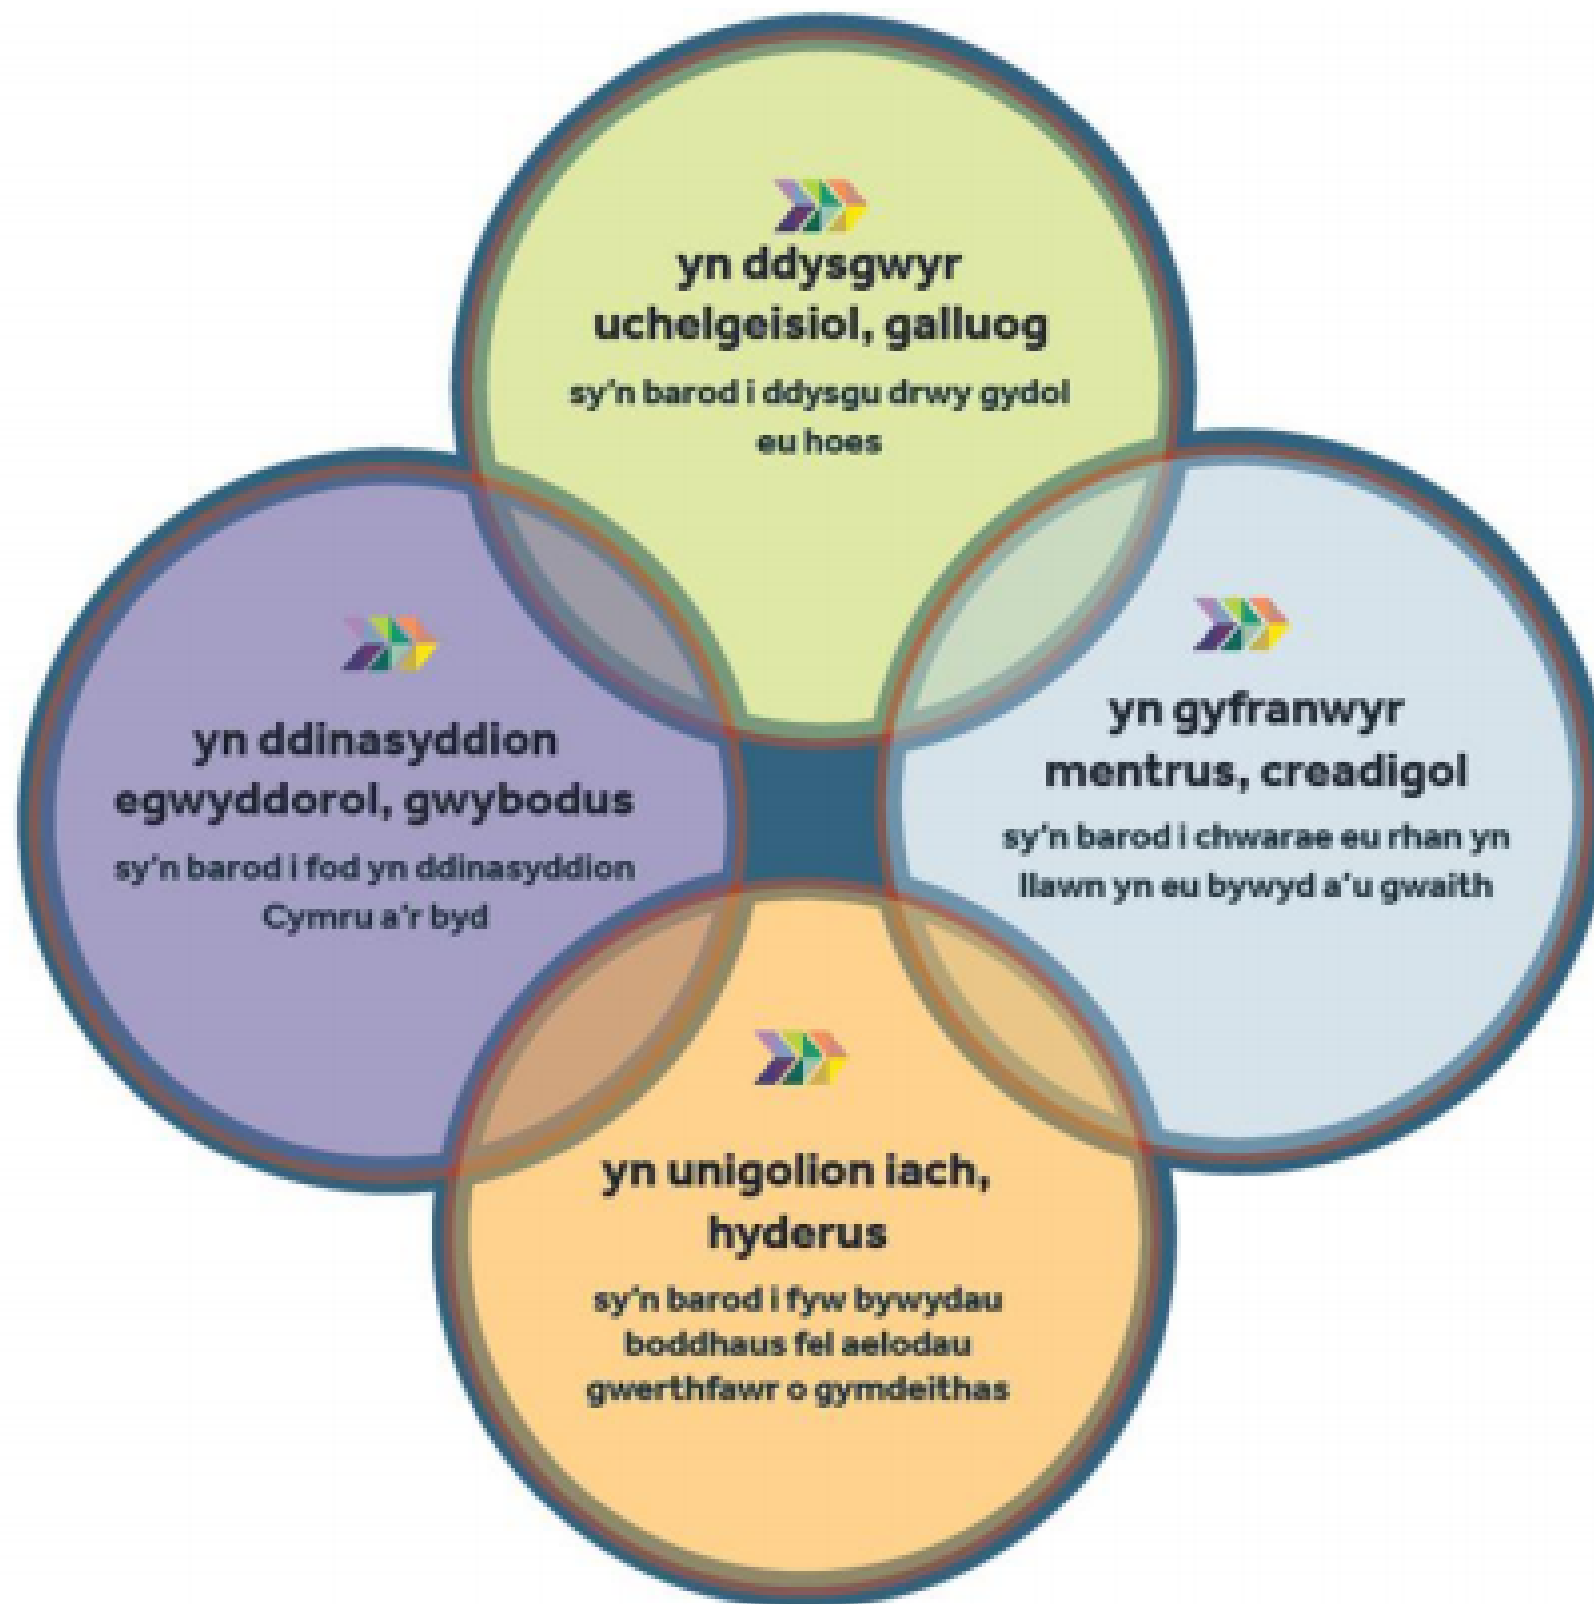 yn ddysgwyr
uchelgeisiol, galluog
sy'n barod i ddysgu drwy gydol
eu hoes
yn ddinasyddion
egwyddorol, gwybodus
sy'n barod i fod yn ddinasyddion
Cymru a'r byd
yn gyfranwyr
mentrus, creadigol
sy'n barod i chwarae eu rhan yn
llawn yn eu bywyd a'u gwaith
yn unigolion iach,
hyderus
sy'n barod i fyw bywydau
boddhaus fel aelodau
gwerthfawr o gymdeithas